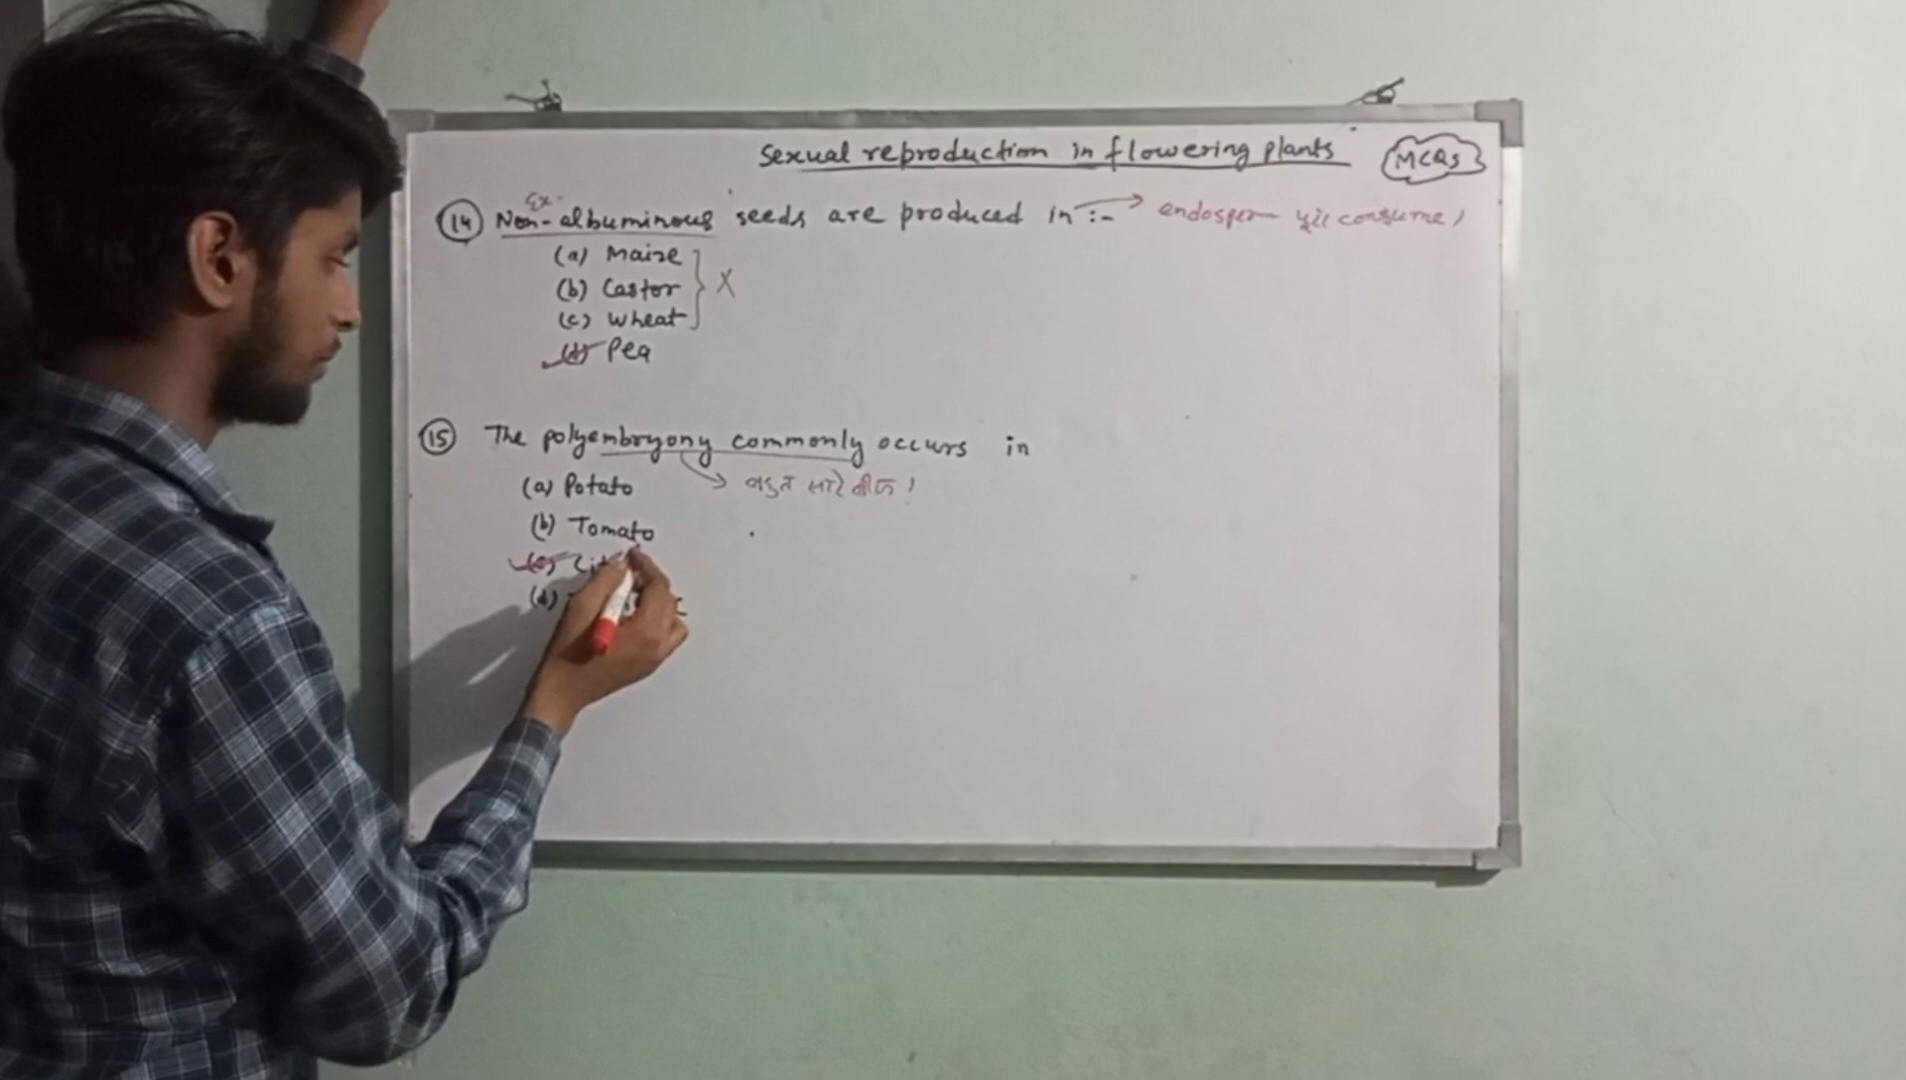 Sexual reproduction in flowering plants MCQs
Ex-
(14) Non-albuminous seeds are produced in :- → endosperm पूरी consume।
(a) Maize
(b) Castor
(c) Wheat
X
(d) Pea
(15) The polyembryony commonly occurs in
(a) Potato → बहुत सारे बीज।
(b) Tomato
(c)
(d)